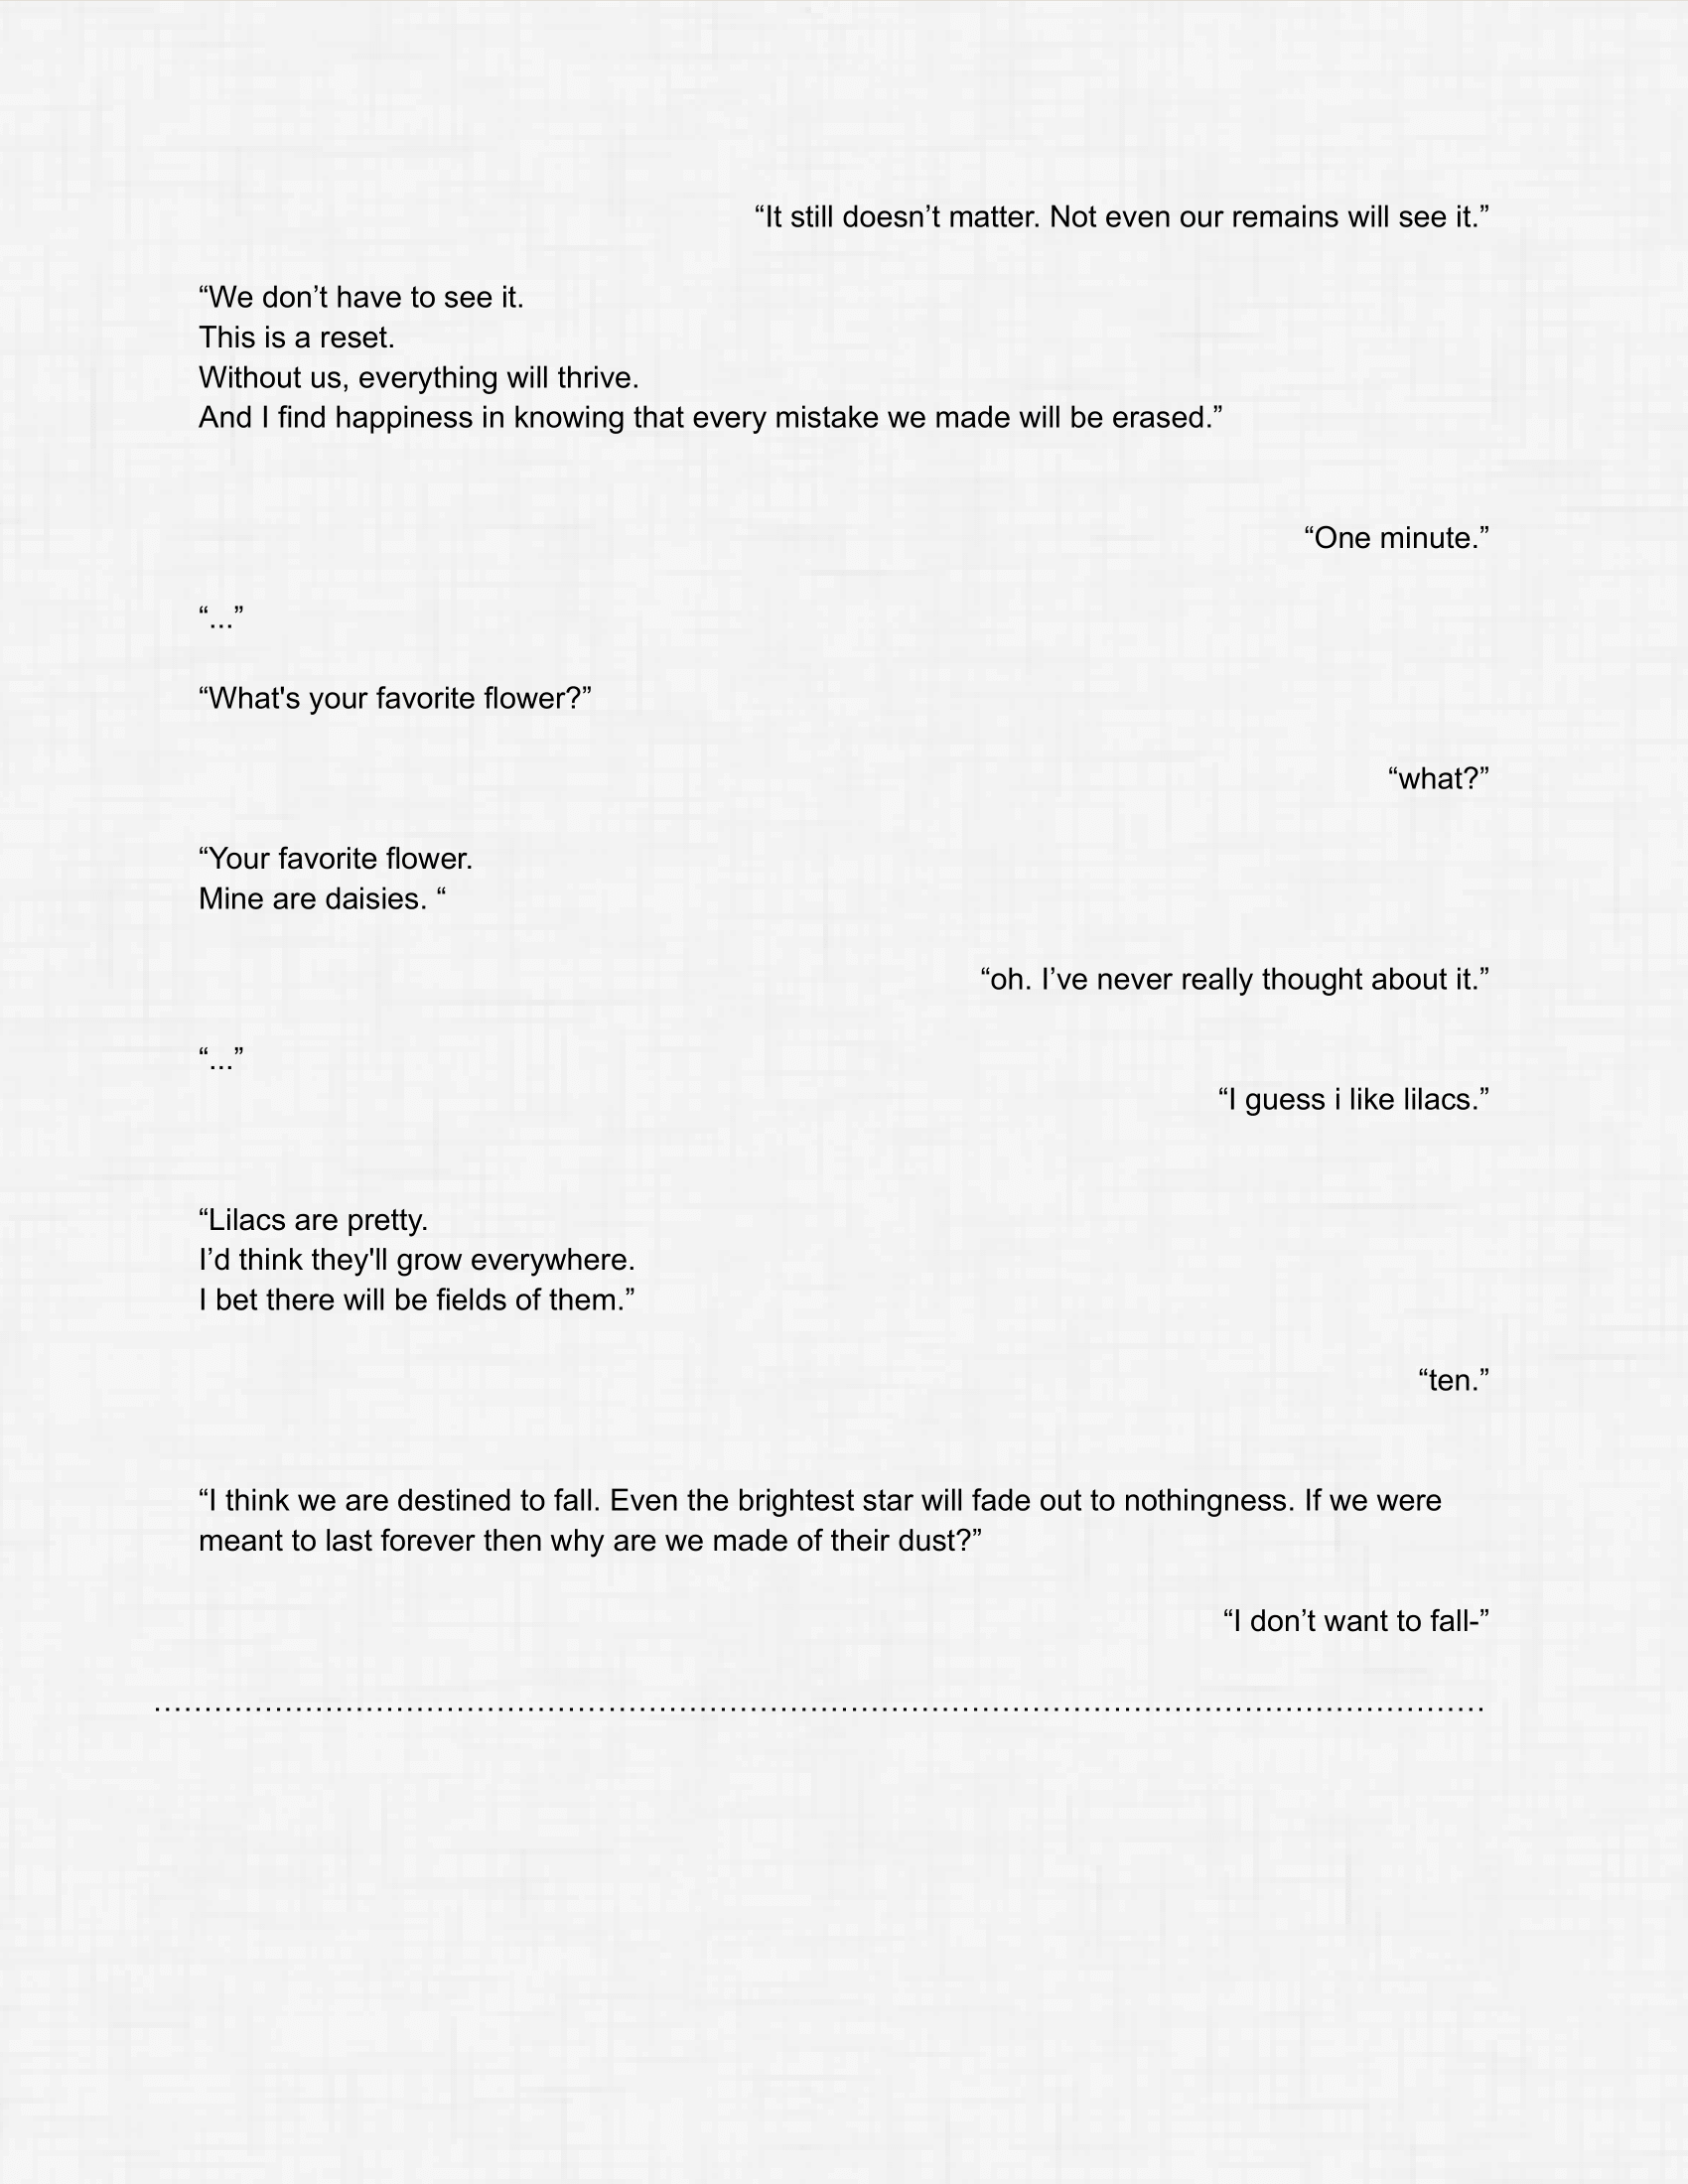 “It still doesn’t matter. Not even our remains will see it.”
“We don’t have to see it.
This is a reset.
Without us, everything will thrive.
And I find happiness in knowing that every mistake we made will be erased.”
“One minute.”
“...”
“What's your favorite flower?”
“what?”
“Your favorite flower.
Mine are daisies. “
“oh. I’ve never really thought about it.”
“...”
“I guess i like lilacs.”
“Lilacs are pretty.
I’d think they'll grow everywhere.
I bet there will be fields of them.”
“ten.”
“I think we are destined to fall. Even the brightest star will fade out to nothingness. If we were
meant to last forever then why are we made of their dust?”
“I don’t want to fall-”